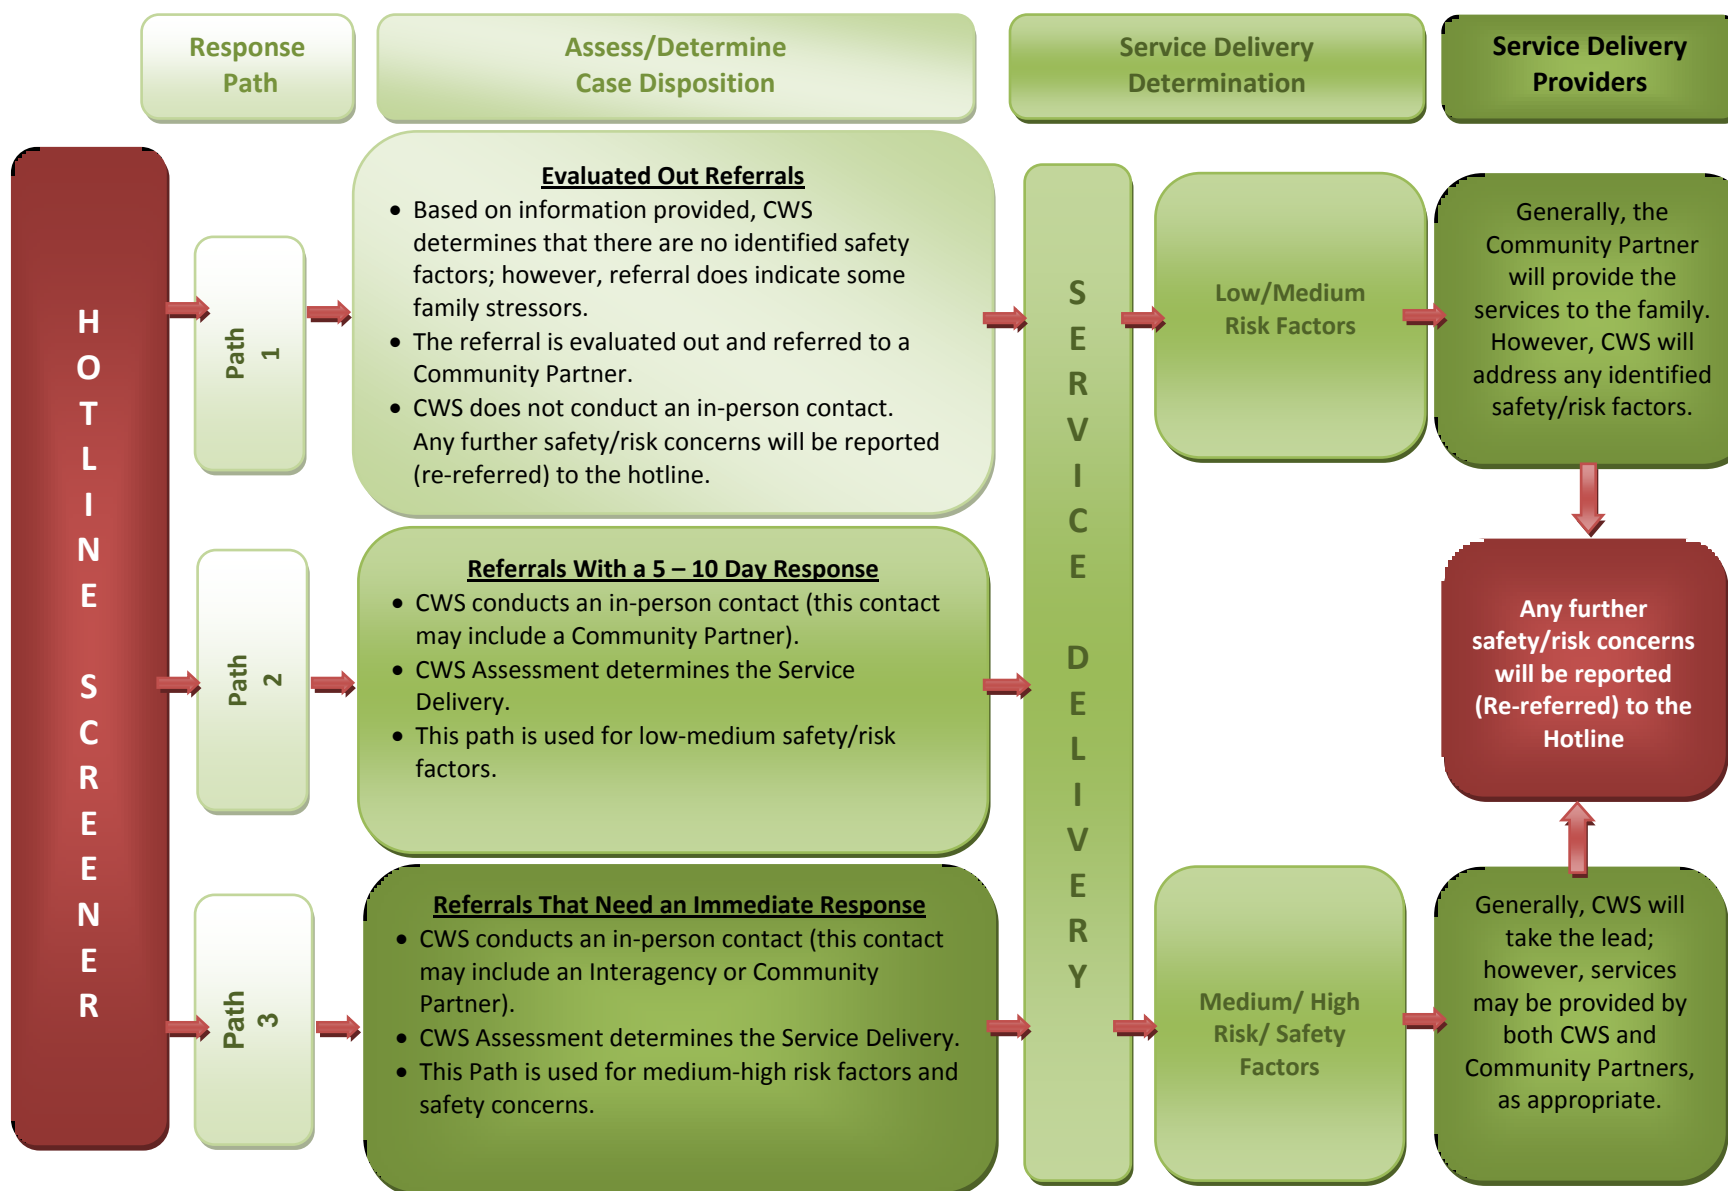 Response
Path
Assess/Determine
Case Disposition
Service Delivery
Determination
Service Delivery
Providers
HOTLINE SCREENER
Path
1
Evaluated Out Referrals
• Based on information provided, CWS
determines that there are no identified safety
factors; however, referral does indicate some
family stressors.
• The referral is evaluated out and referred to a
Community Partner.
• CWS does not conduct an in-person contact.
Any further safety/risk concerns will be reported
(re-referred) to the hotline.
Path
2
Referrals With a 5 – 10 Day Response
• CWS conducts an in-person contact (this contact
may include a Community Partner).
• CWS Assessment determines the Service
Delivery.
• This path is used for low-medium safety/risk
factors.
Path
3
Referrals That Need an Immediate Response
• CWS conducts an in-person contact (this contact
may include an Interagency or Community
Partner).
• CWS Assessment determines the Service Delivery.
• This Path is used for medium-high risk factors and
safety concerns.
SERVICE DELIVERY
Low/Medium
Risk Factors
Generally, the
Community Partner
will provide the
services to the family.
However, CWS will
address any identified
safety/risk factors.
Any further
safety/risk concerns
will be reported
(Re-referred) to the
Hotline
Medium/ High
Risk/ Safety
Factors
Generally, CWS will
take the lead;
however, services
may be provided by
both CWS and
Community Partners,
as appropriate.